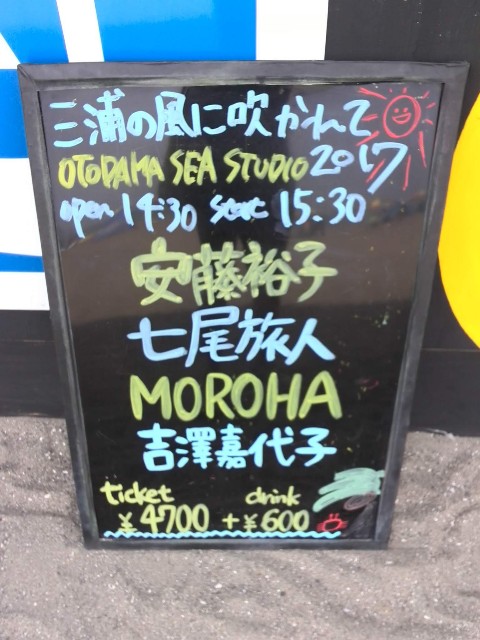 三浦の風に吹かれて
OTODAMA SEA STUDIO 2017
open 14:30 start 15:30
安藤裕子
七尾旅人
MOROHA
吉澤嘉代子
ticket drink
¥4700 +¥600